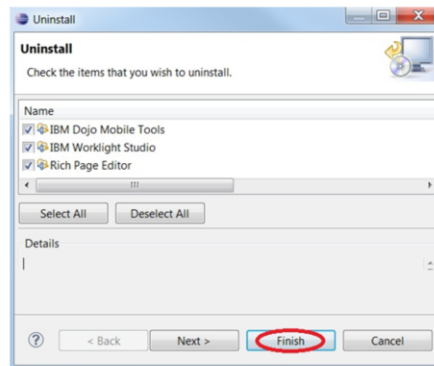 Uninstall
Uninstall
Check the items that you wish to uninstall.
Name
IBM Dojo Mobile Tools
IBM Worklight Studio
Rich Page Editor
Select All Deselect All
Details
? < Back Next > Finish Cancel